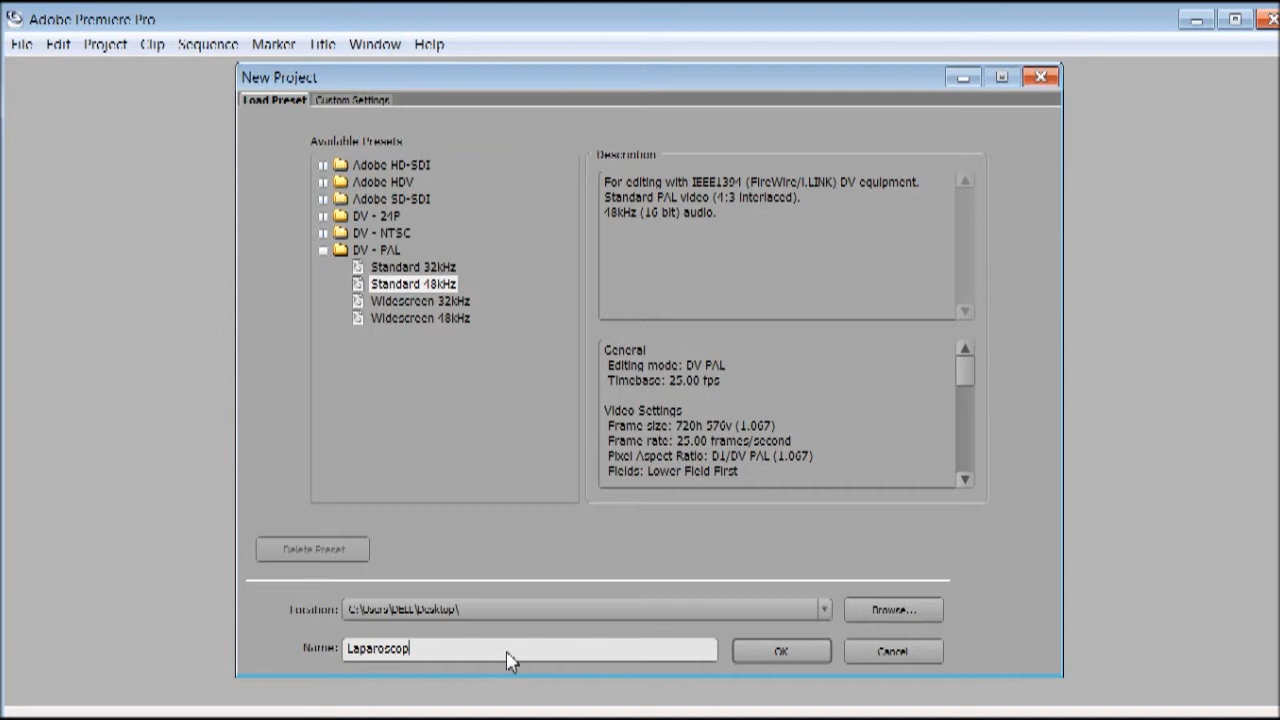 Adobe Premiere Pro
File Edit Project Clip Sequence Marker Title Window Help
New Project
Load Preset Custom Settings
Available Presets
Adobe HD-SDI
Adobe HDV
Adobe SD-SDI
DV - 24P
DV - NTSC
DV - PAL
Standard 32kHz
Standard 48kHz
Widescreen 32kHz
Widescreen 48kHz
Description
For editing with IEEE1394 (FireWire/i.LINK) DV equipment.
Standard PAL video (4:3 interlaced).
48kHz (16 bit) audio.
General
Editing mode: DV PAL
Timebase: 25.00 fps
Video Settings
Frame size: 720h 576v (1.067)
Frame rate: 25.00 frames/second
Pixel Aspect Ratio: D1/DV PAL (1.067)
Fields: Lower Field First
Delete Preset
Location: C:\Users\DELL\Desktop\ Browse...
Name: Laparoscop OK Cancel